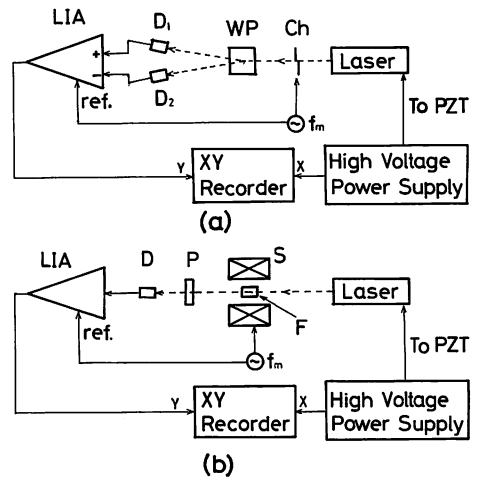 LIA
D₁
WP
Ch
+
−
D₂
Laser
ref.
fm
To PZT
Y
XY
Recorder
X
High Voltage
Power Supply
(a)
LIA
D
P
S
Laser
F
ref.
fm
To PZT
Y
XY
Recorder
X
High Voltage
Power Supply
(b)